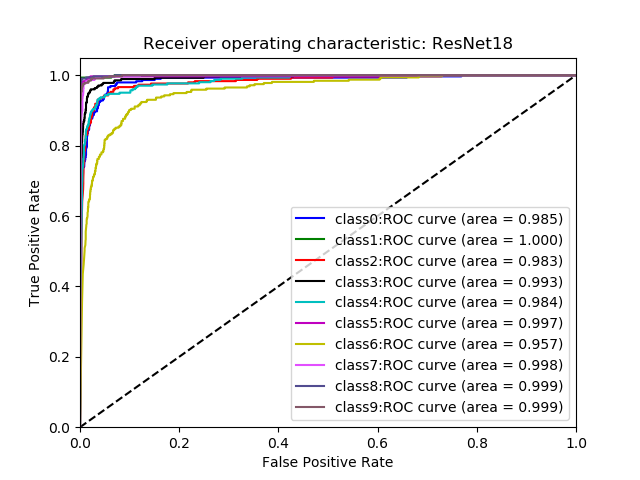 Receiver operating characteristic: ResNet18
1.0
0.8
0.6
0.4
0.2
0.0
True Positive Rate
class0:ROC curve (area = 0.985)
class1:ROC curve (area = 1.000)
class2:ROC curve (area = 0.983)
class3:ROC curve (area = 0.993)
class4:ROC curve (area = 0.984)
class5:ROC curve (area = 0.997)
class6:ROC curve (area = 0.957)
class7:ROC curve (area = 0.998)
class8:ROC curve (area = 0.999)
class9:ROC curve (area = 0.999)
0.0 0.2 0.4 0.6 0.8 1.0
False Positive Rate